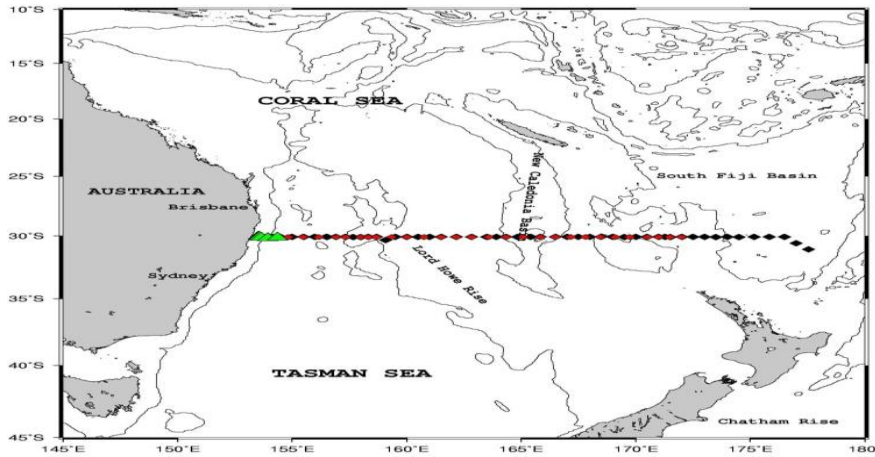 10°S
15°S
CORAL SEA
20°S
New Caledonia Bas
25°S
South Fiji Basin
AUSTRALIA
Brisbane
30°S
Lord Howe Rise
Sydney
35°S
40°S
TASMAN SEA
Chatham Rise
45°S
145°E 150°E 155°E 160°E 165°E 170°E 175°E 180